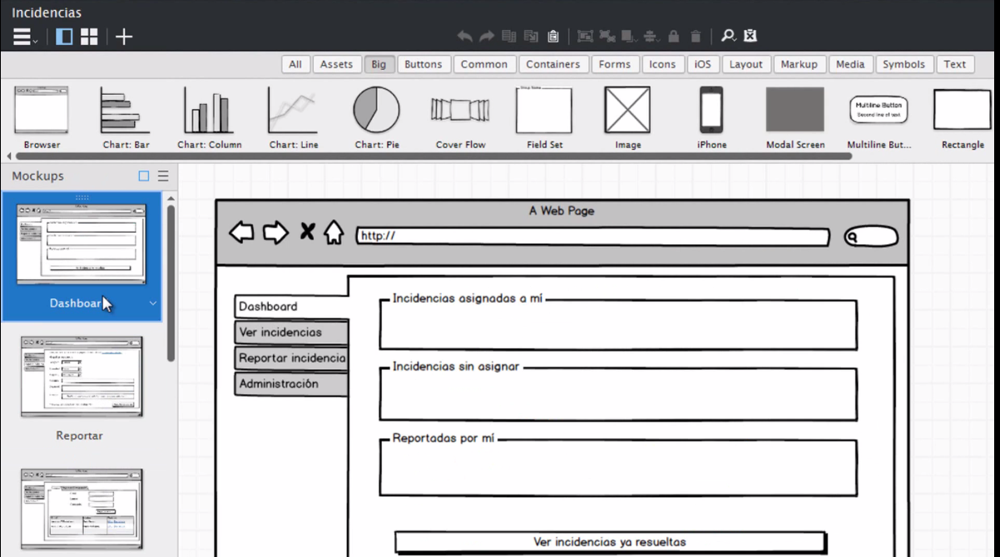 Incidencias
All Assets Big Buttons Common Containers Forms Icons iOS Layout Markup Media Symbols Text
Group Name
Multiline Button
Second line of text
Browser Chart: Bar Chart: Column Chart: Line Chart: Pie Cover Flow Field Set Image iPhone Modal Screen Multiline But... Rectangle
Mockups
Dashboar
Reportar
A Web Page
http://
Dashboard
Ver incidencias
Reportar incidencia
Administración
Incidencias asignadas a mí
Incidencias sin asignar
Reportadas por mí
Ver incidencias ya resueltas